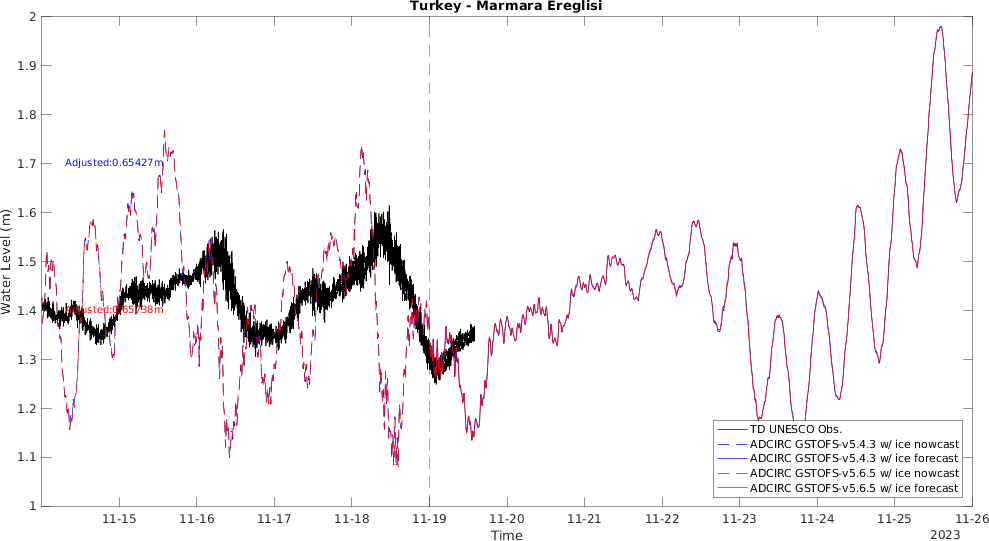 Turkey - Marmara Ereglisi
2
1.9
1.8
1.7
1.6
1.5
1.4
1.3
1.2
1.1
1
Water Level (m)
Adjusted:0.65427m
Adjusted:0.65738m
TD UNESCO Obs.
ADCIRC GSTOFS-v5.4.3 w/ ice nowcast
ADCIRC GSTOFS-v5.4.3 w/ ice forecast
ADCIRC GSTOFS-v5.6.5 w/ ice nowcast
ADCIRC GSTOFS-v5.6.5 w/ ice forecast
11-15 11-16 11-17 11-18 11-19 11-20 11-21 11-22 11-23 11-24 11-25 11-26
Time
2023